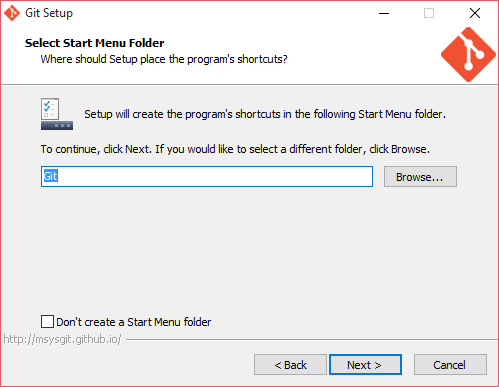 Git Setup
Select Start Menu Folder
Where should Setup place the program's shortcuts?
Setup will create the program's shortcuts in the following Start Menu folder.
To continue, click Next. If you would like to select a different folder, click Browse.
Git
Browse...
Don't create a Start Menu folder
http://msysgit.github.io/
< Back
Next >
Cancel